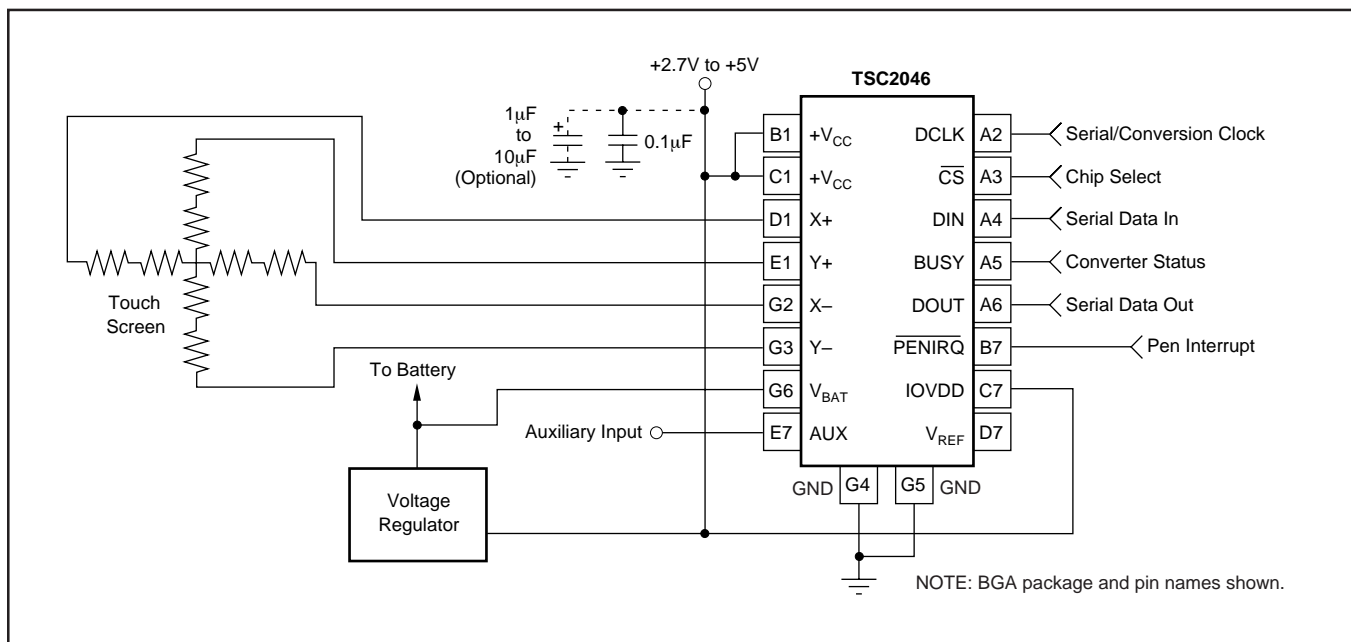 +2.7V to +5V
TSC2046
1µF
to
10µF
(Optional)
+
0.1µF
B1
+VCC
C1
+VCC
D1
X+
E1
Y+
G2
X–
G3
Y–
G6
VBAT
E7
AUX
DCLK
A2
Serial/Conversion Clock
CS
A3
Chip Select
DIN
A4
Serial Data In
BUSY
A5
Converter Status
DOUT
A6
Serial Data Out
PENIRQ
B7
Pen Interrupt
IOVDD
C7
VREF
D7
Touch
Screen
To Battery
Auxiliary Input
Voltage
Regulator
GND
G4
G5
GND
NOTE: BGA package and pin names shown.